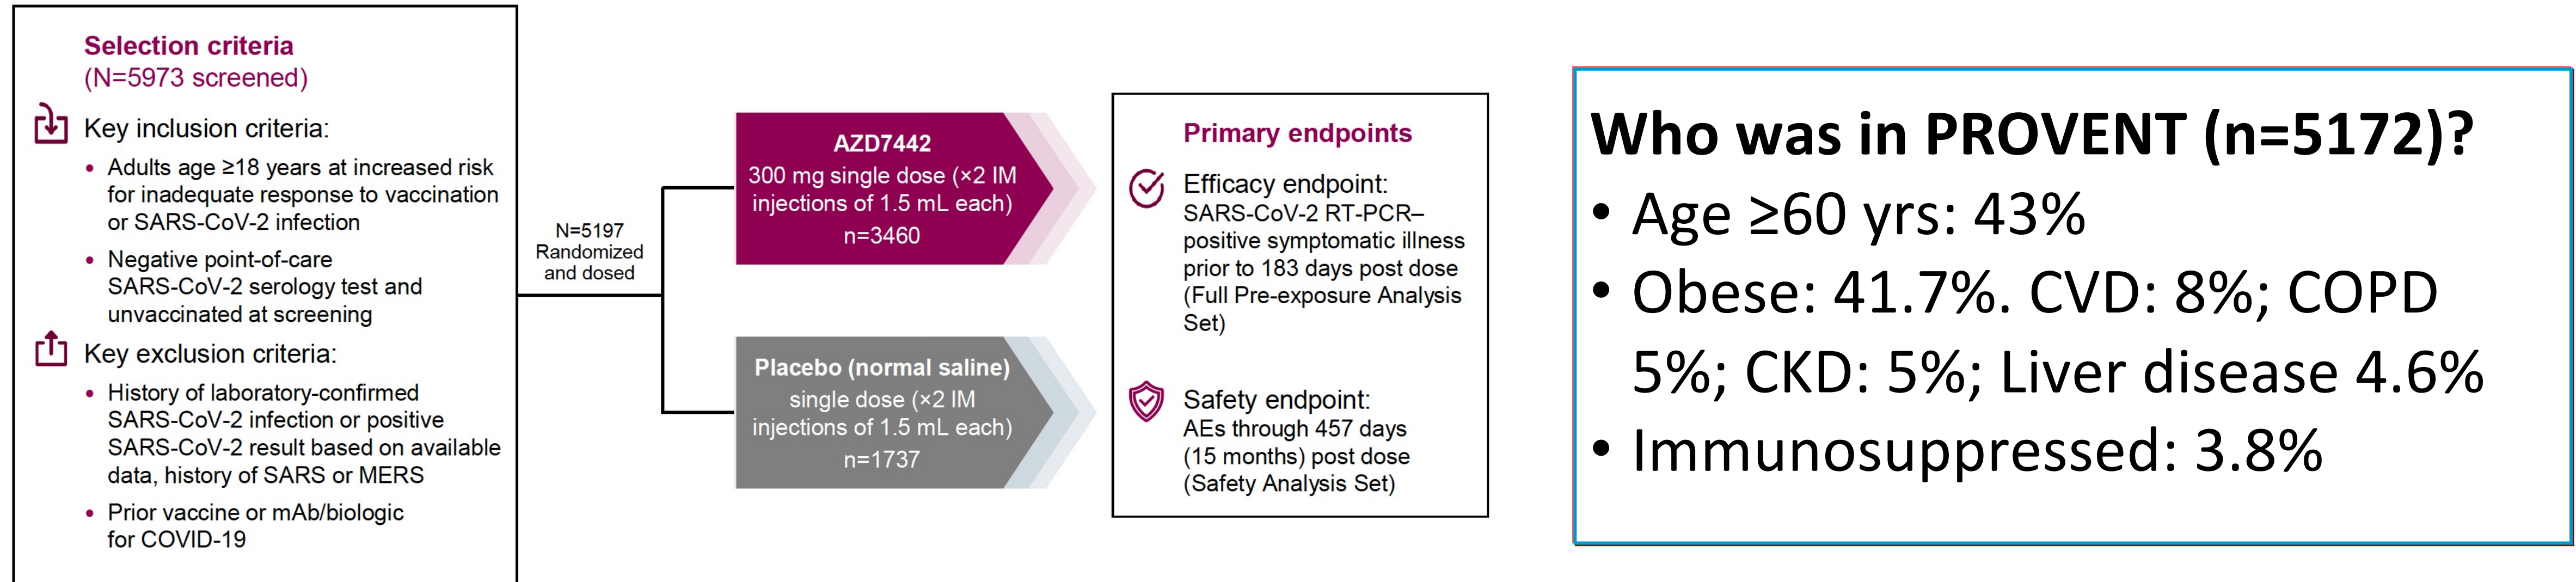 Selection criteria
(N=5973 screened)
Key inclusion criteria:
• Adults age ≥18 years at increased risk
for inadequate response to vaccination
or SARS-CoV-2 infection
• Negative point-of-care
SARS-CoV-2 serology test and
unvaccinated at screening
Key exclusion criteria:
• History of laboratory-confirmed
SARS-CoV-2 infection or positive
SARS-CoV-2 result based on available
data, history of SARS or MERS
• Prior vaccine or mAb/biologic
for COVID-19
N=5197
Randomized
and dosed
AZD7442
300 mg single dose (×2 IM
injections of 1.5 mL each)
n=3460
Placebo (normal saline)
single dose (×2 IM
injections of 1.5 mL each)
n=1737
Primary endpoints
Efficacy endpoint:
SARS-CoV-2 RT-PCR–
positive symptomatic illness
prior to 183 days post dose
(Full Pre-exposure Analysis
Set)
Safety endpoint:
AEs through 457 days
(15 months) post dose
(Safety Analysis Set)
Who was in PROVENT (n=5172)?
• Age ≥60 yrs: 43%
• Obese: 41.7%. CVD: 8%; COPD
5%; CKD: 5%; Liver disease 4.6%
• Immunosuppressed: 3.8%